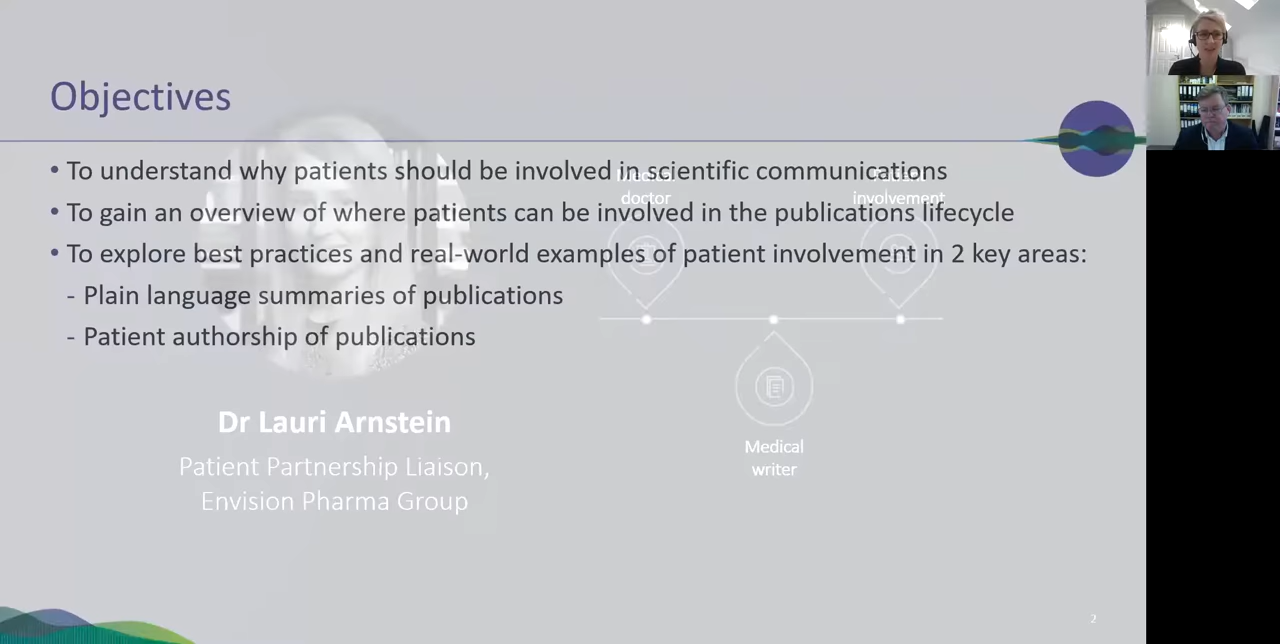 Objectives
• To understand why patients should be involved in scientific communications
• To gain an overview of where patients can be involved in the publications lifecycle
• To explore best practices and real-world examples of patient involvement in 2 key areas:
- Plain language summaries of publications
- Patient authorship of publications
doctor
involvement
Medical
writer
Dr Lauri Arnstein
Patient Partnership Liaison,
Envision Pharma Group
2